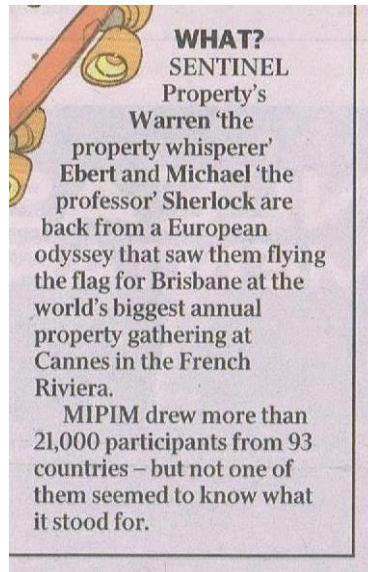 WHAT?
SENTINEL
Property's
Warren 'the
property whisperer'
Ebert and Michael 'the
professor' Sherlock are
back from a European
odyssey that saw them flying
the flag for Brisbane at the
world's biggest annual
property gathering at
Cannes in the French
Riviera.
MIPIM drew more than
21,000 participants from 93
countries – but not one of
them seemed to know what
it stood for.